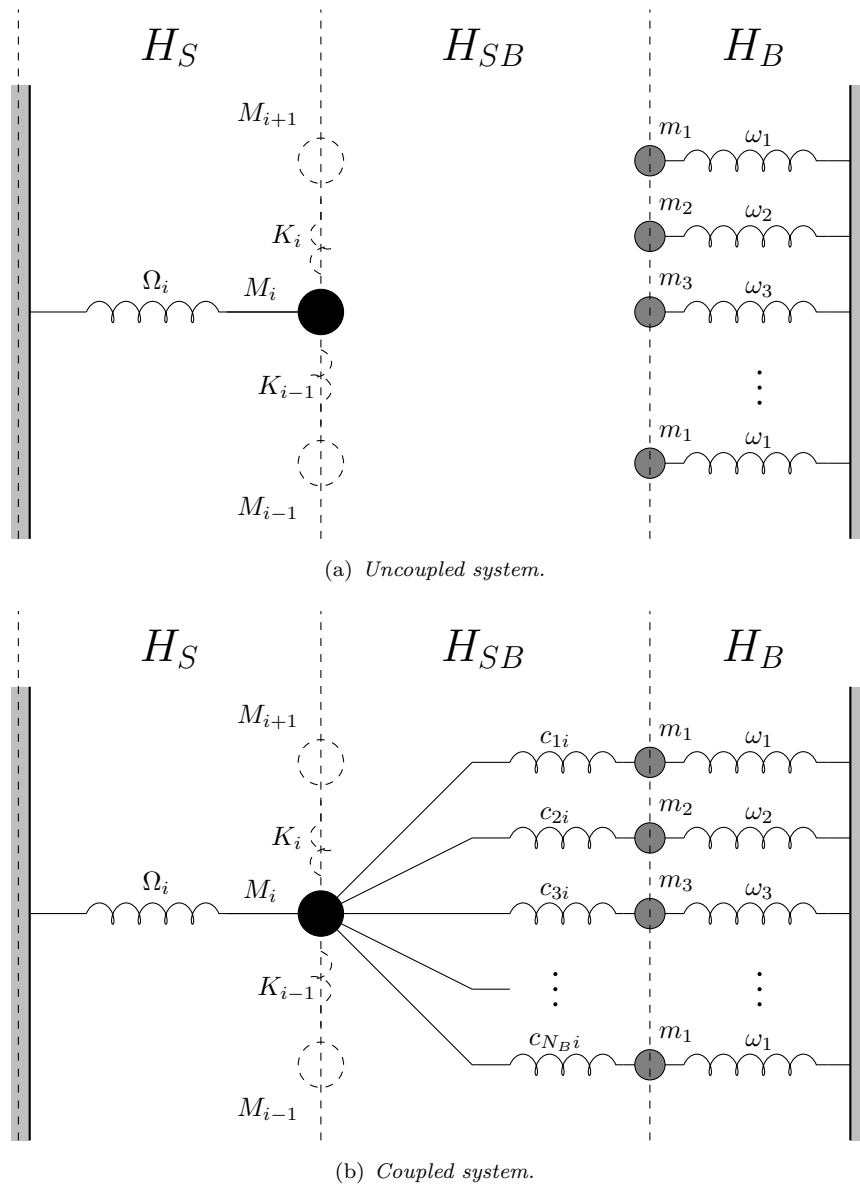 H_S H_SB H_B
M_{i+1} m_1 ω_1
m_2 ω_2
K_i
Ω_i M_i m_3 ω_3
K_{i-1} ⋮
m_1 ω_1
M_{i-1}
(a) Uncoupled system.
H_S H_SB H_B
M_{i+1} c_{1i} m_1 ω_1
c_{2i} m_2 ω_2
K_i
Ω_i M_i c_{3i} m_3 ω_3
K_{i-1} ⋮ ⋮
c_{N_B i} m_1 ω_1
M_{i-1}
(b) Coupled system.